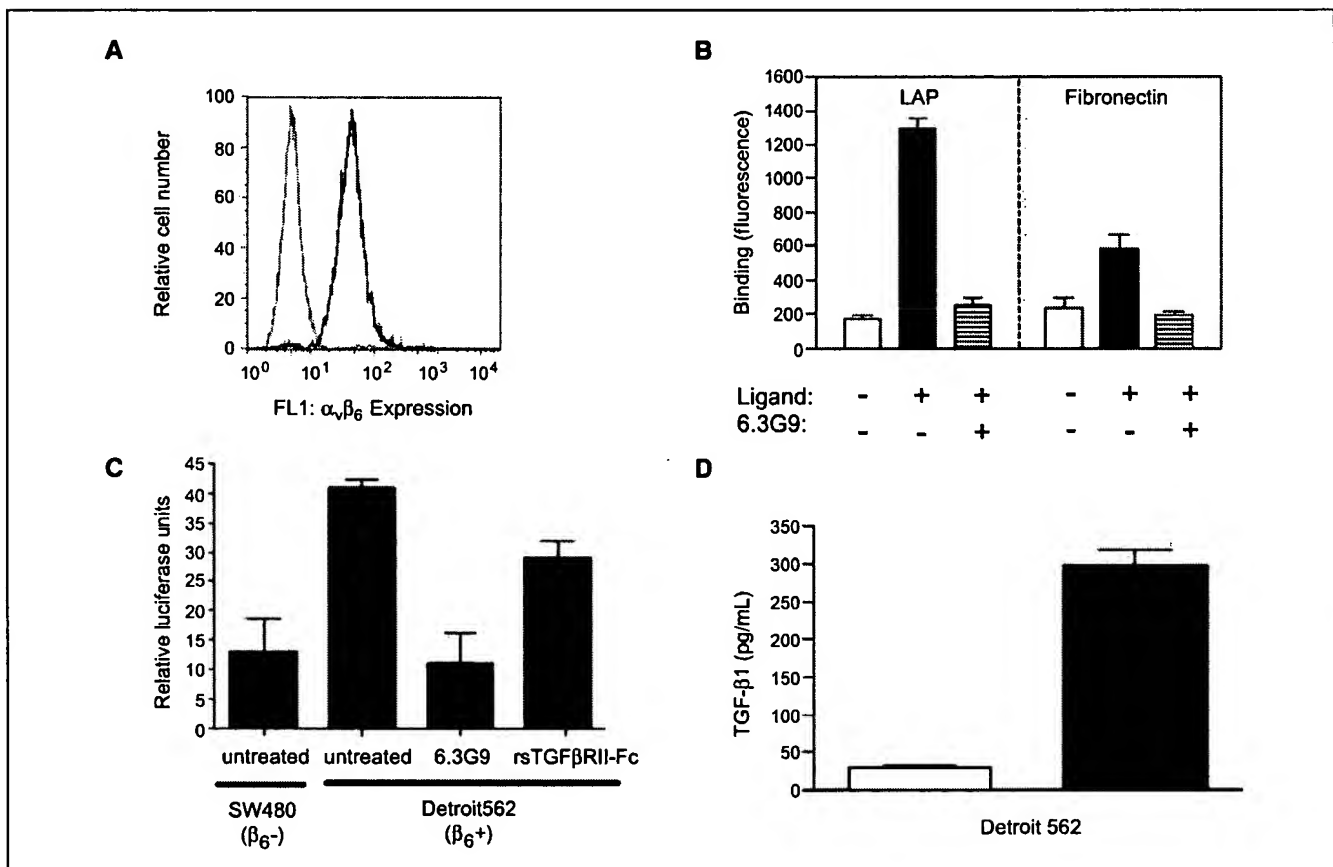 A
100
80
60
40
20
0
Relative cell number
10⁰ 10¹ 10² 10³ 10⁴
FL1: αᵥβ₆ Expression
B
1600
1400
1200
1000
800
600
400
200
0
Binding (fluorescence)
LAP Fibronectin
Ligand: - + + - + +
6.3G9: - - + - - +
C
45
40
35
30
25
20
15
10
5
0
Relative luciferase units
untreated untreated 6.3G9 rsTGFβRII-Fc
SW480 Detroit562
(β₆-) (β₆+)
D
350
300
250
200
150
100
50
0
TGF-β1 (pg/mL)
Detroit 562